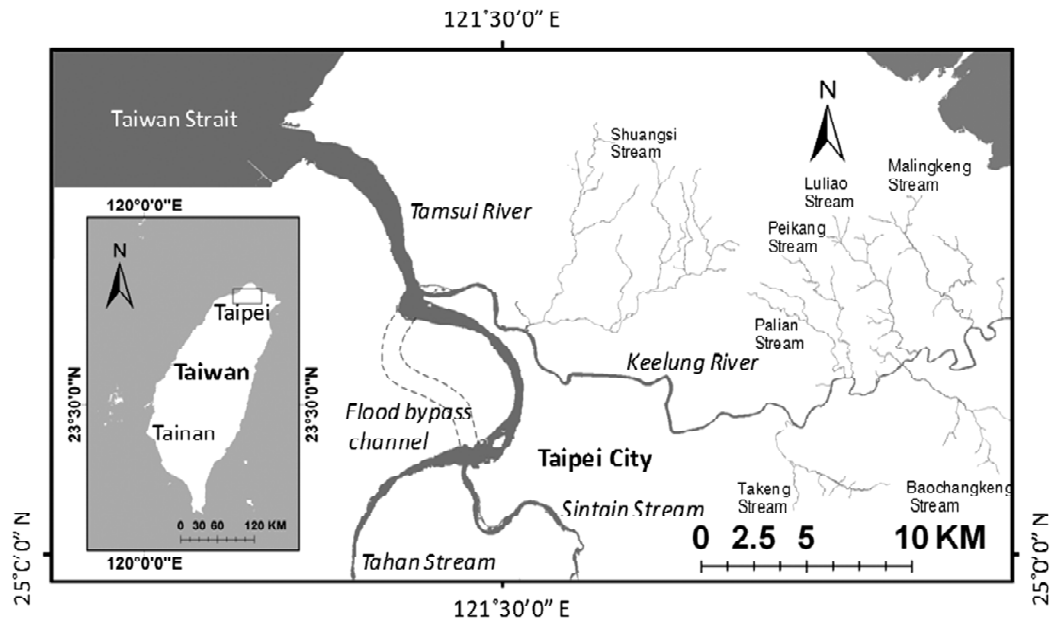 121°30'0" E
Taiwan Strait
Shuangsi
Stream
N
Malingkeng
Stream
Luliao
Stream
Tamsui River
Peikang
Stream
120°0'0"E
N
Taipei
Palian
Stream
Keelung River
Taiwan
Flood bypass
channel
23°30'0"N
23°30'0"N
Tainan
Taipei City
Takeng
Stream
Baochangkeng
Stream
Sintain Stream
0 30 60 120 KM
0 2.5 5 10 KM
Tahan Stream
120°0'0"E
25°0'0" N
25°0'0" N
121°30'0" E